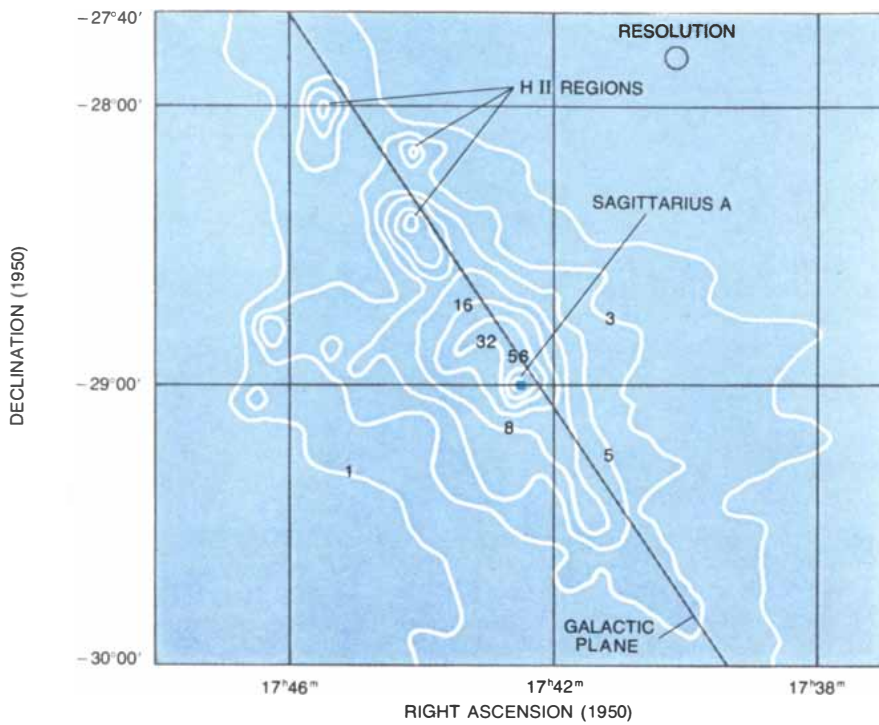 −27°40′
RESOLUTION
−28°00′
H II REGIONS
SAGITTARIUS A
DECLINATION (1950)
16
3
32
56
−29°00′
8
5
1
GALACTIC
PLANE
−30°00′
17ʰ46ᵐ
17ʰ42ᵐ
17ʰ38ᵐ
RIGHT ASCENSION (1950)